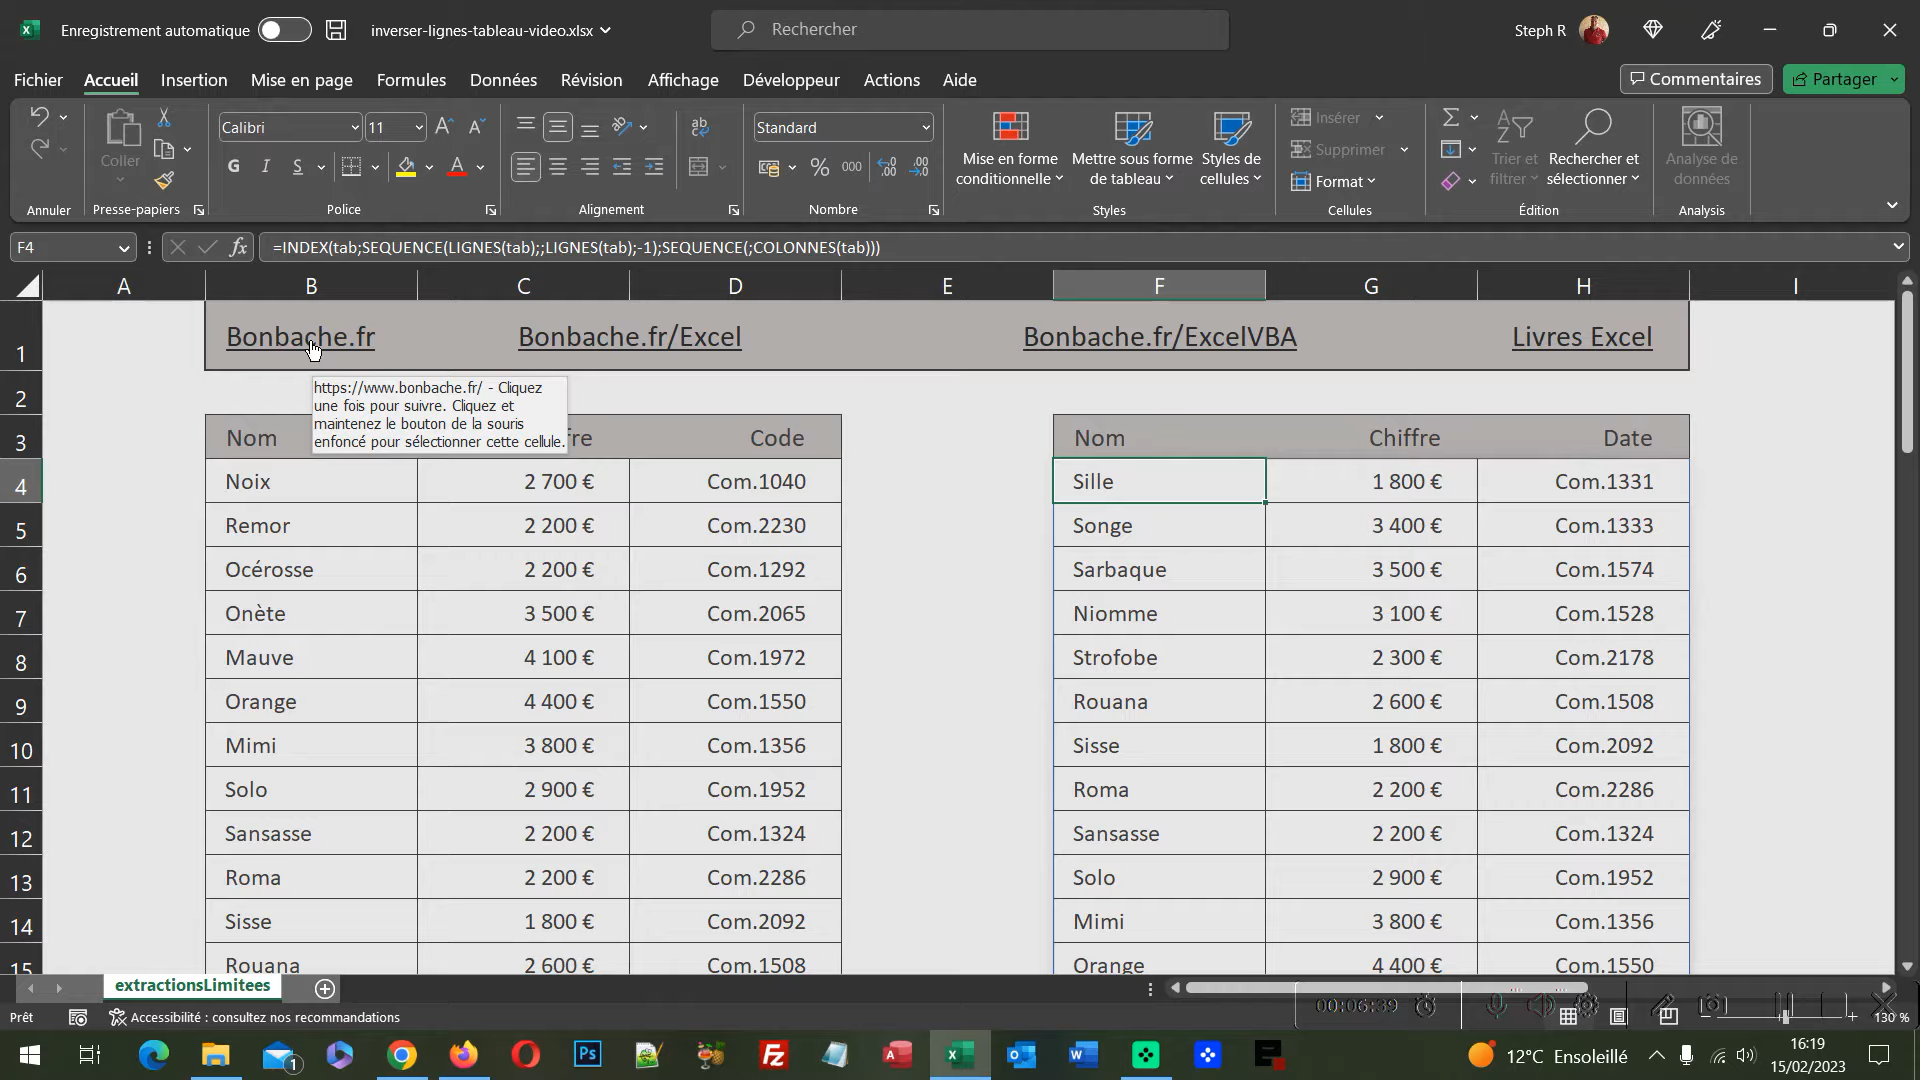 Enregistrement automatique inverser-lignes-tableau-video.xlsx Rechercher Steph R
Fichier Accueil Insertion Mise en page Formules Données Révision Affichage Développeur Actions Aide Commentaires Partager
Calibri 11 Standard Insérer
Coller G I S % 000 Mise en forme conditionnelle Mettre sous forme de tableau Styles de cellules Supprimer Trier et filtrer Rechercher et sélectionner Analyse de données
Format
Annuler Presse-papiers Police Alignement Nombre Styles Cellules Édition Analysis
F4 fx =INDEX(tab;SEQUENCE(LIGNES(tab);;LIGNES(tab);-1);SEQUENCE(;COLONNES(tab)))
A B C D E F G H I
1 Bonbache.fr Bonbache.fr/Excel Bonbache.fr/ExcelVBA Livres Excel
2
https://www.bonbache.fr/ - Cliquez
une fois pour suivre. Cliquez et
maintenez le bouton de la souris
enfoncé pour sélectionner cette cellule.
3 Nom fre Code Nom Chiffre Date
4 Noix 2 700 € Com.1040 Sille 1 800 € Com.1331
5 Remor 2 200 € Com.2230 Songe 3 400 € Com.1333
6 Océrosse 2 200 € Com.1292 Sarbaque 3 500 € Com.1574
7 Onète 3 500 € Com.2065 Niomme 3 100 € Com.1528
8 Mauve 4 100 € Com.1972 Strofobe 2 300 € Com.2178
9 Orange 4 400 € Com.1550 Rouana 2 600 € Com.1508
10 Mimi 3 800 € Com.1356 Sisse 1 800 € Com.2092
11 Solo 2 900 € Com.1952 Roma 2 200 € Com.2286
12 Sansasse 2 200 € Com.1324 Sansasse 2 200 € Com.1324
13 Roma 2 200 € Com.2286 Solo 2 900 € Com.1952
14 Sisse 1 800 € Com.2092 Mimi 3 800 € Com.1356
15 Rouana 2 600 € Com.1508 Orange 4 400 € Com.1550
extractionsLimitees
Prêt Accessibilité : consultez nos recommandations 00:06:39 130 %
12°C Ensoleillé 16:19
15/02/2023